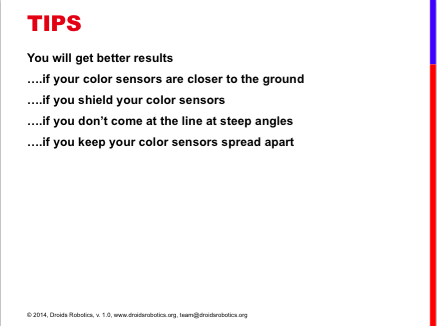 TIPS
You will get better results
….if your color sensors are closer to the ground
….if you shield your color sensors
….if you don’t come at the line at steep angles
….if you keep your color sensors spread apart
© 2014, Droids Robotics, v. 1.0, www.droidsrobotics.org, team@droidsrobotics.org